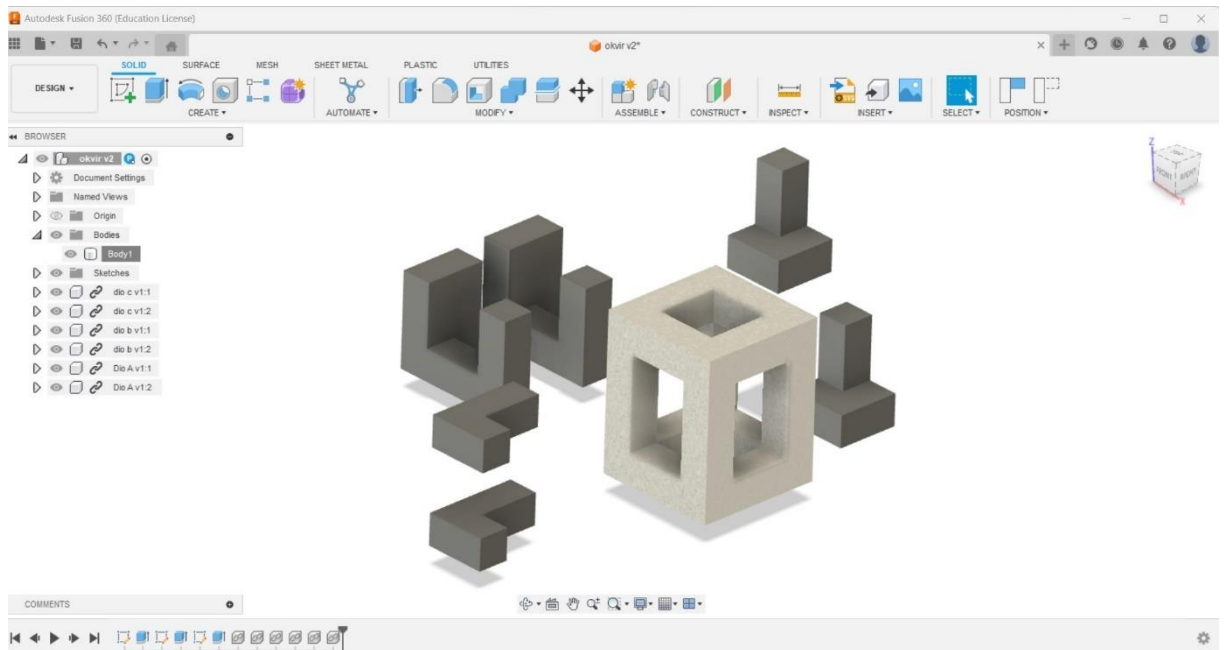 Autodesk Fusion 360 (Education License)
okvir v2*
SOLID SURFACE MESH SHEET METAL PLASTIC UTILITIES
DESIGN
CREATE AUTOMATE MODIFY ASSEMBLE CONSTRUCT INSPECT INSERT SELECT POSITION
BROWSER
okvir v2
Document Settings
Named Views
Origin
Bodies
Body1
Sketches
dio c v1:1
dio c v1:2
dio b v1:1
dio b v1:2
Dio A v1:1
Dio A v1:2
Z
FRONT RIGHT
X
COMMENTS